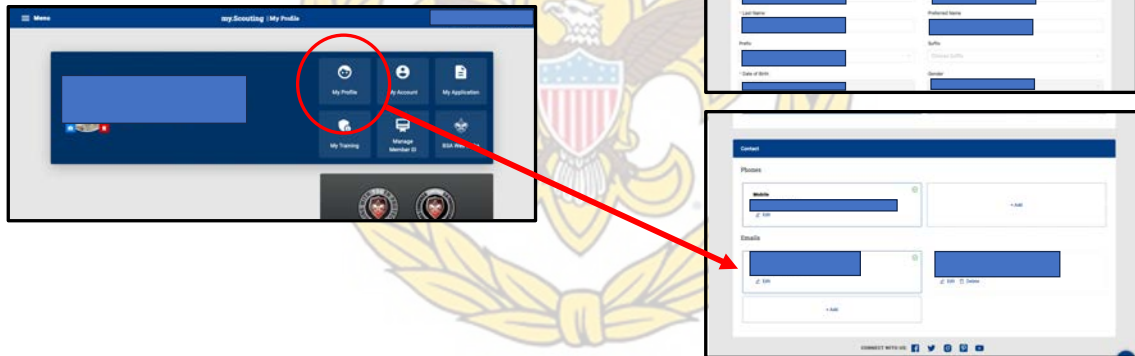 Menu
my.Scouting | My Profile
My Profile
My Account
My Application
My Training
Manage
Member ID
* Last Name
Preferred Name
Prefix
Suffix
Choose Suffix
* Date of Birth
Gender
Contact
Phones
Mobile
Edit
+ Add
Emails
Edit
Edit Delete
+ Add
CONNECT WITH US: